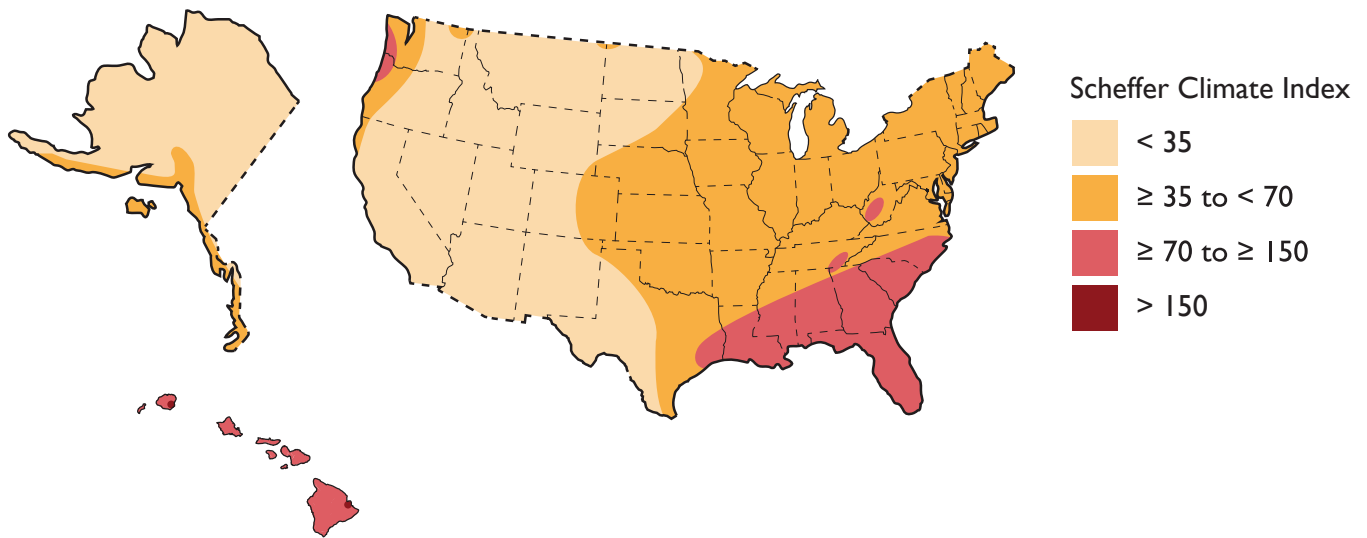 Scheffer Climate Index
< 35
≥ 35 to < 70
≥ 70 to ≥ 150
> 150